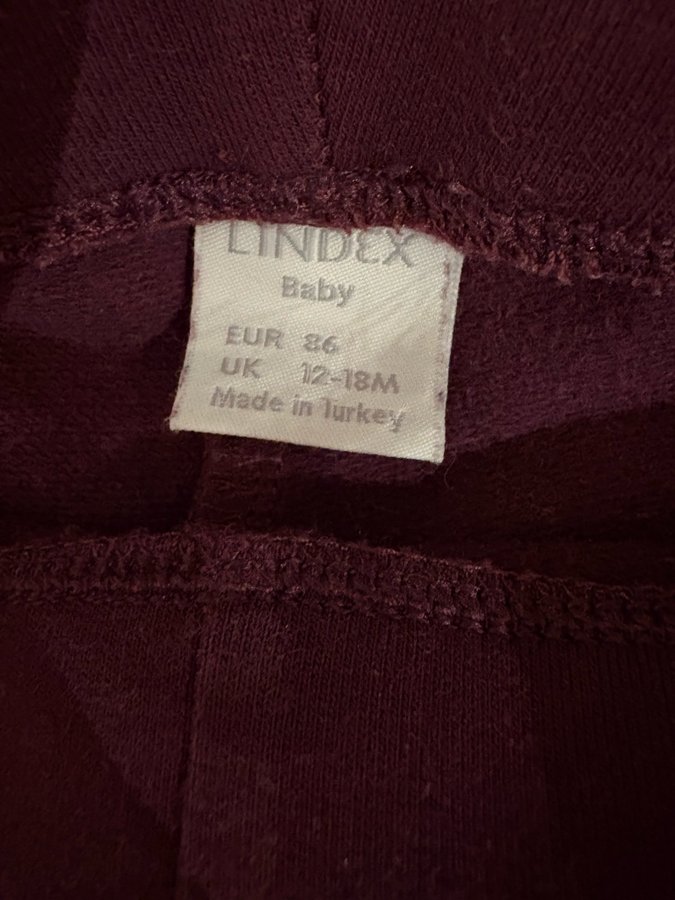 LINDEX
Baby
EUR 86
UK 12-18M
Made in Turkey